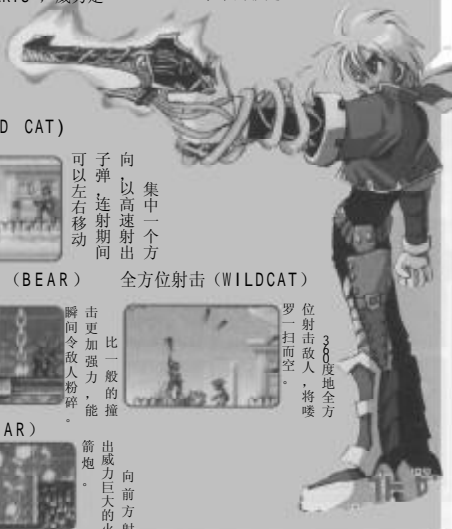 D CAT)
集中一个方
向,以高速射出
子弹,连射期间
可以左右移动
(BEAR)
全方位射击(WILDCAT)
比一般的撞
击更加强力,能
瞬间令敌人粉碎。
360度地全方
位射击敌人,将喽
罗一扫而空。
AR)
向前方射
出威力巨大的火
箭炮。